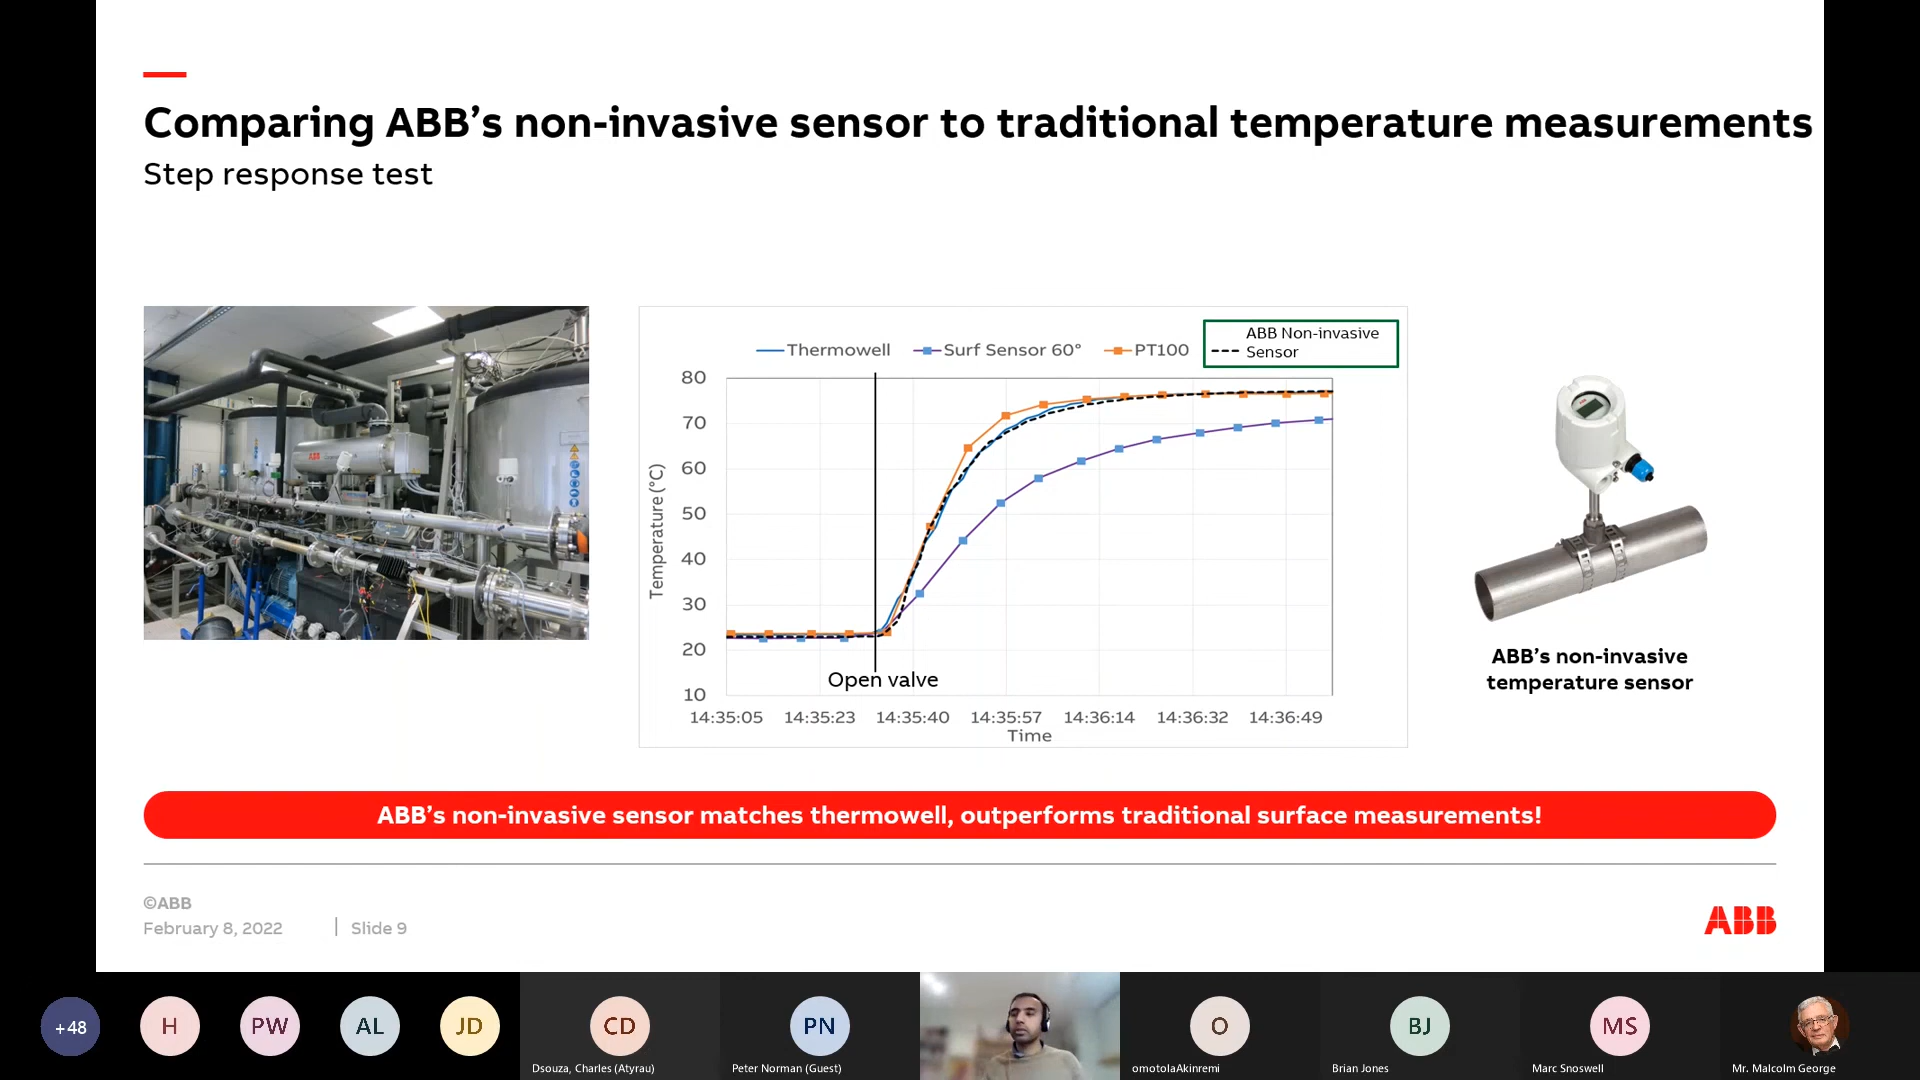 Comparing ABB's non-invasive sensor to traditional temperature measurements
Step response test
ABB
Thermowell
Surf Sensor 60°
PT100
ABB Non-invasive
Sensor
80
70
60
50
40
30
20
10
Temperature (°C)
Open valve
14:35:05 14:35:23 14:35:40 14:35:57 14:36:14 14:36:32 14:36:49
Time
ABB's non-invasive
temperature sensor
ABB's non-invasive sensor matches thermowell, outperforms traditional surface measurements!
©ABB
February 8, 2022 | Slide 9
ABB
+48
H
PW
AL
JD
CD
PN
O
BJ
MS
Dsouza, Charles (Atyrau)
Peter Norman (Guest)
omotolaAkinremi
Brian Jones
Marc Snoswell
Mr. Malcolm George